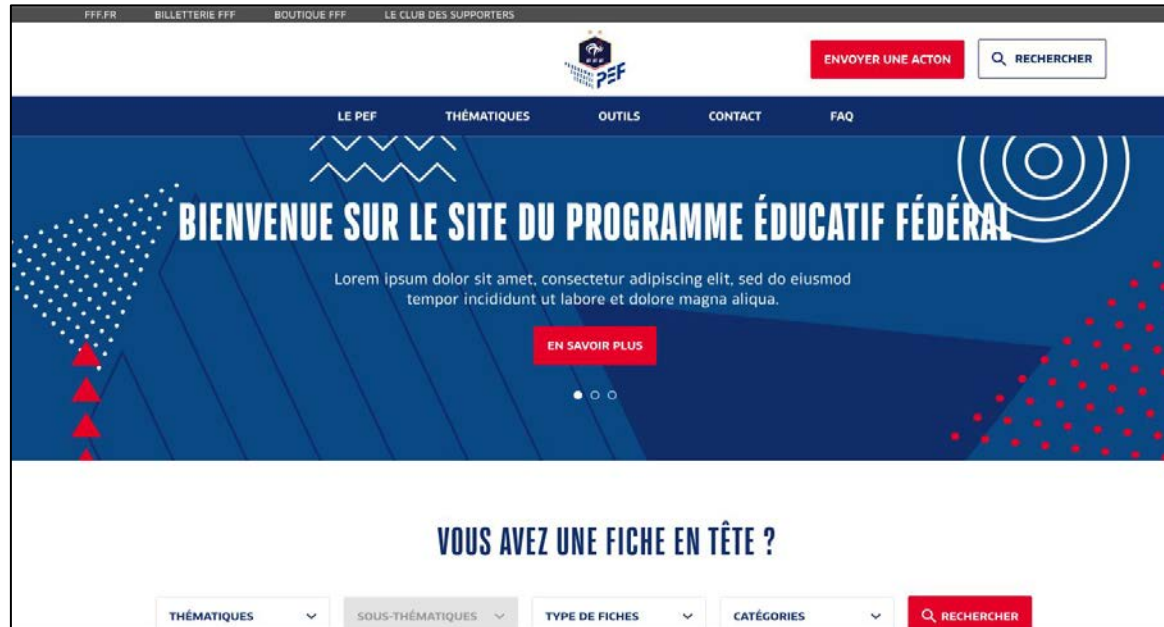 FFF.FR BILLETTERIE FFF BOUTIQUE FFF LE CLUB DES SUPPORTERS
FFF
PEF
ENVOYER UNE ACTON RECHERCHER
LE PEF THÉMATIQUES OUTILS CONTACT FAQ
BIENVENUE SUR LE SITE DU PROGRAMME ÉDUCATIF FÉDÉRAL
Lorem ipsum dolor sit amet, consectetur adipiscing elit, sed do eiusmod
tempor incididunt ut labore et dolore magna aliqua.
EN SAVOIR PLUS
VOUS AVEZ UNE FICHE EN TÊTE ?
THÉMATIQUES SOUS-THÉMATIQUES TYPE DE FICHES CATÉGORIES RECHERCHER